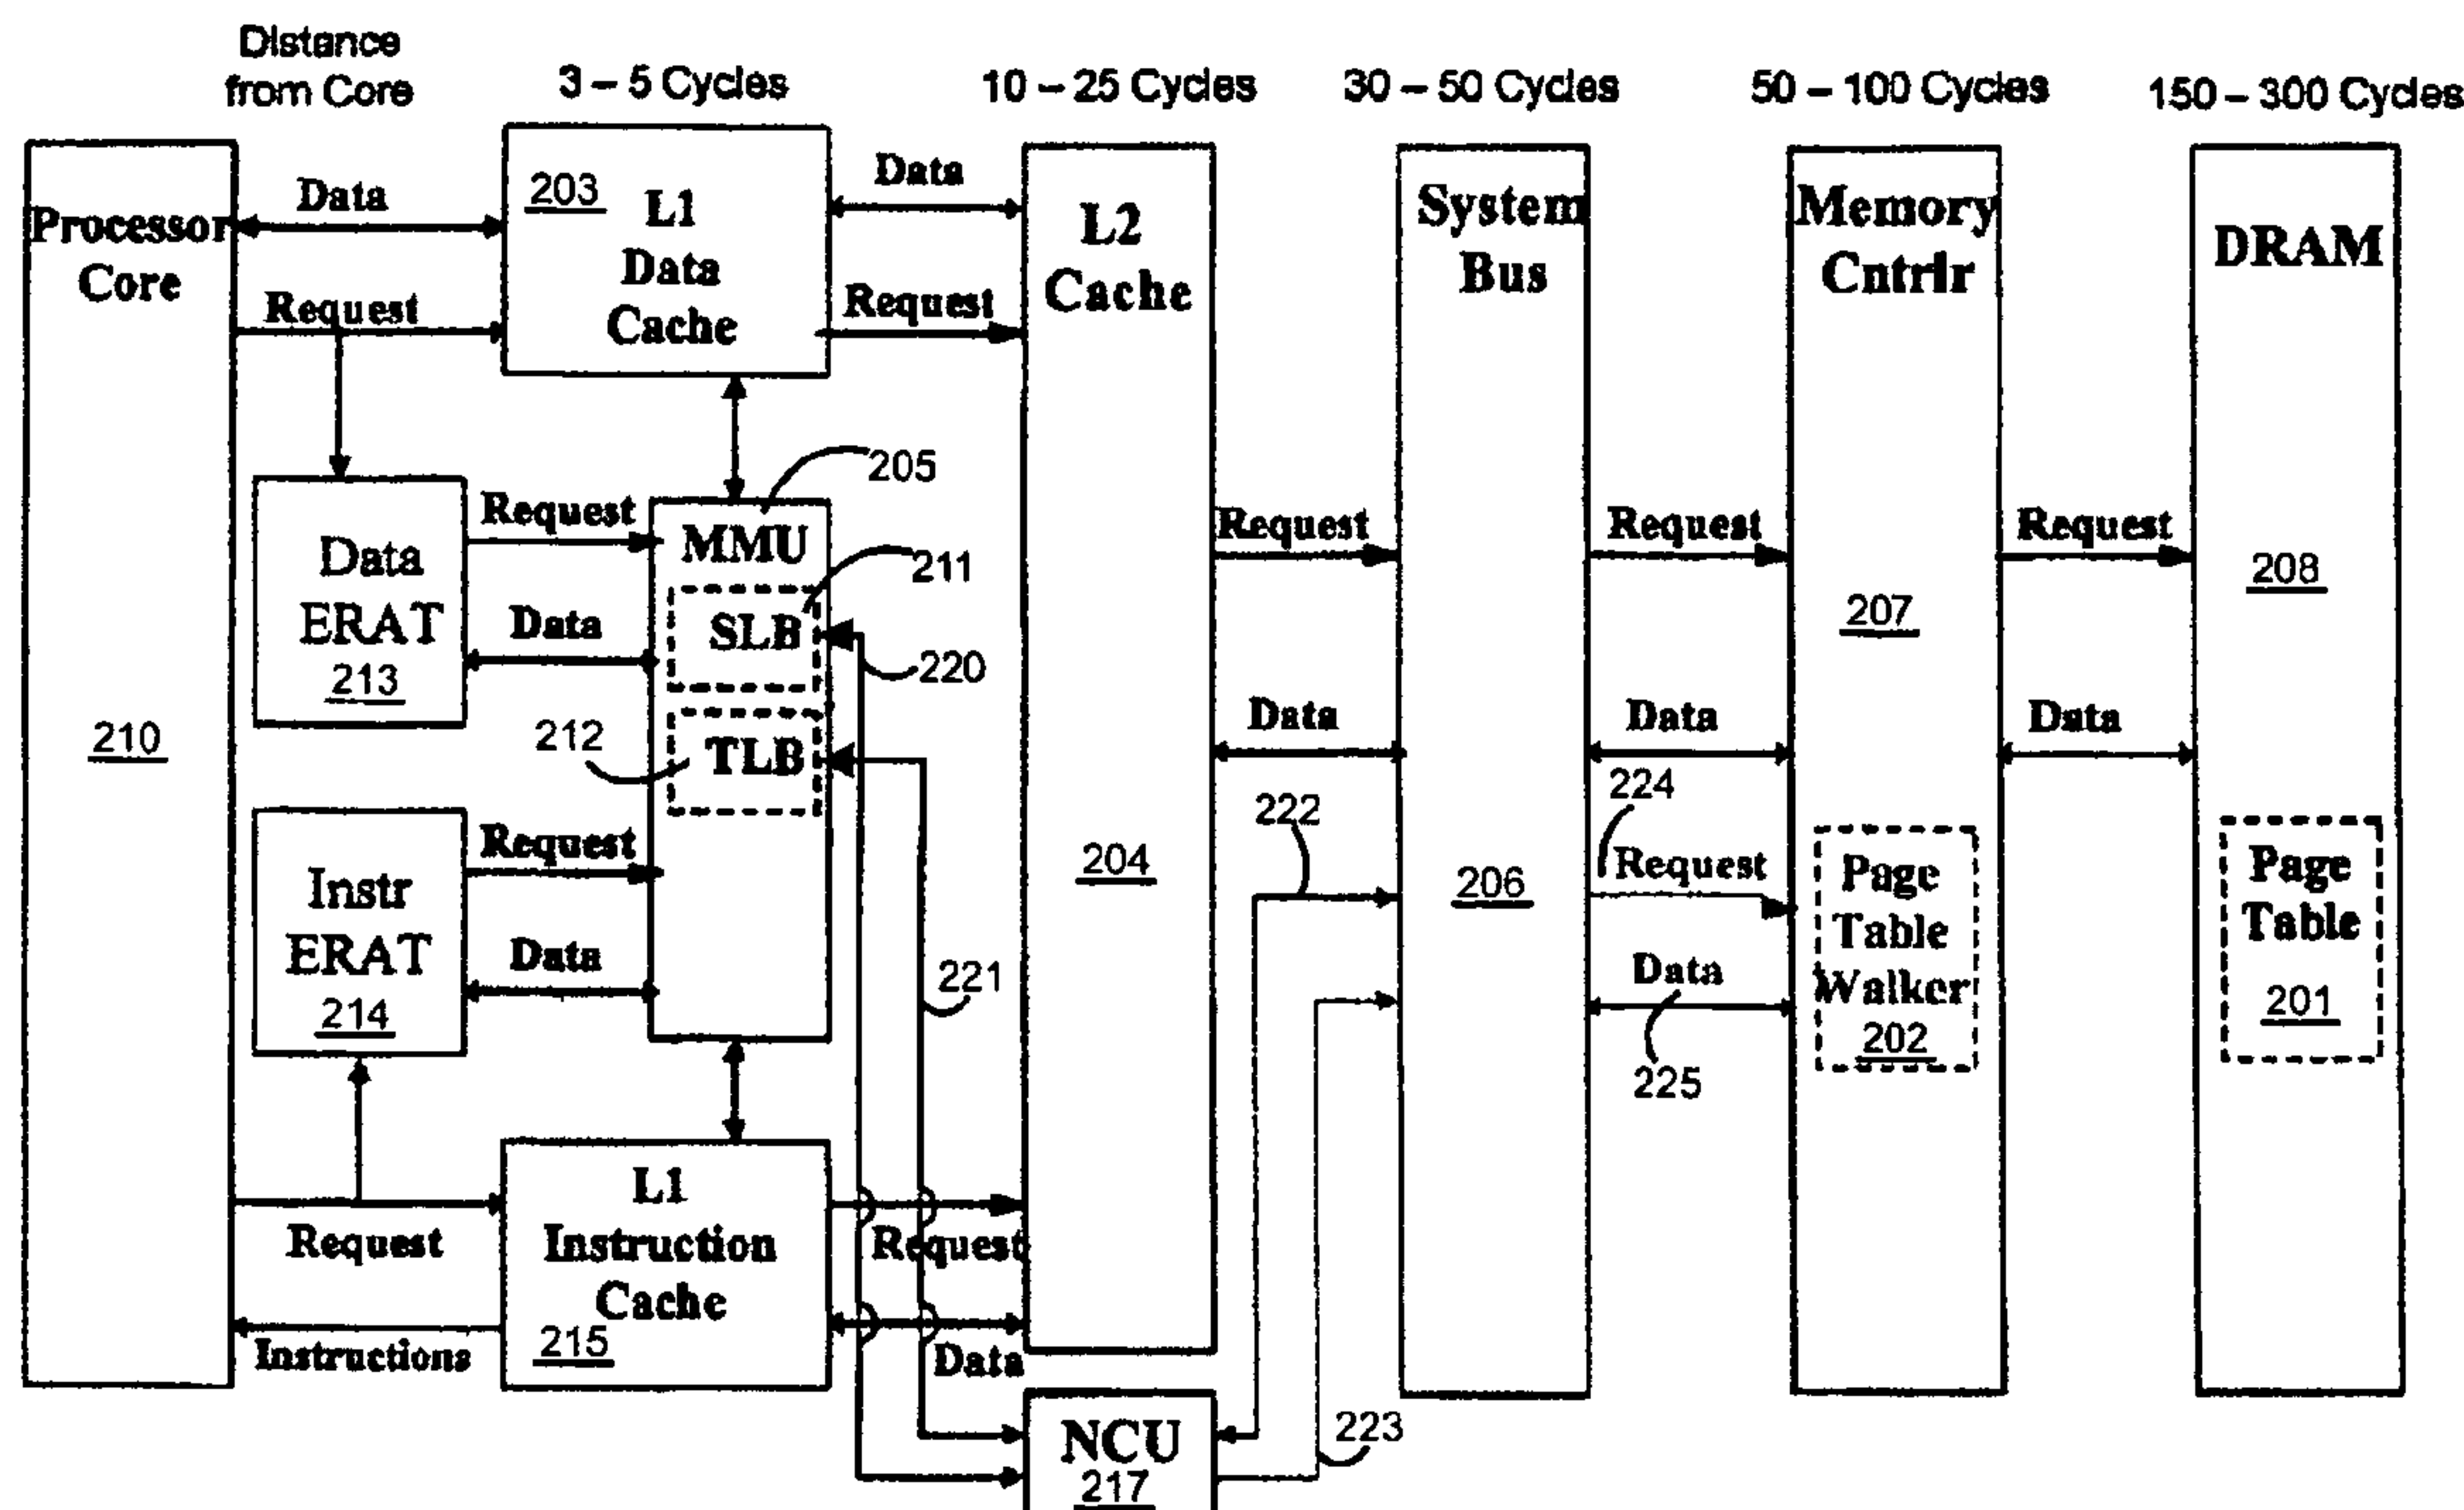 Distance
from Core
3 – 5 Cycles
10 – 25 Cycles
30 – 50 Cycles
50 – 100 Cycles
150 – 300 Cycles
Processor
Core
210
Data
Request
203
L1
Data
Cache
Data
Request
L2
Cache
204
System
Bus
206
Memory
Cntrlr
207
DRAM
208
Data
ERAT
213
Request
Data
MMU
205
SLB
211
220
TLB
212
221
Instr
ERAT
214
Request
Data
Request
Data
222
Request
Data
224
Request
Data
225
Request
Data
Page
Table
Walker
202
Page
Table
201
Request
Instructions
L1
Instruction
Cache
215
Request
Data
NCU
217
223